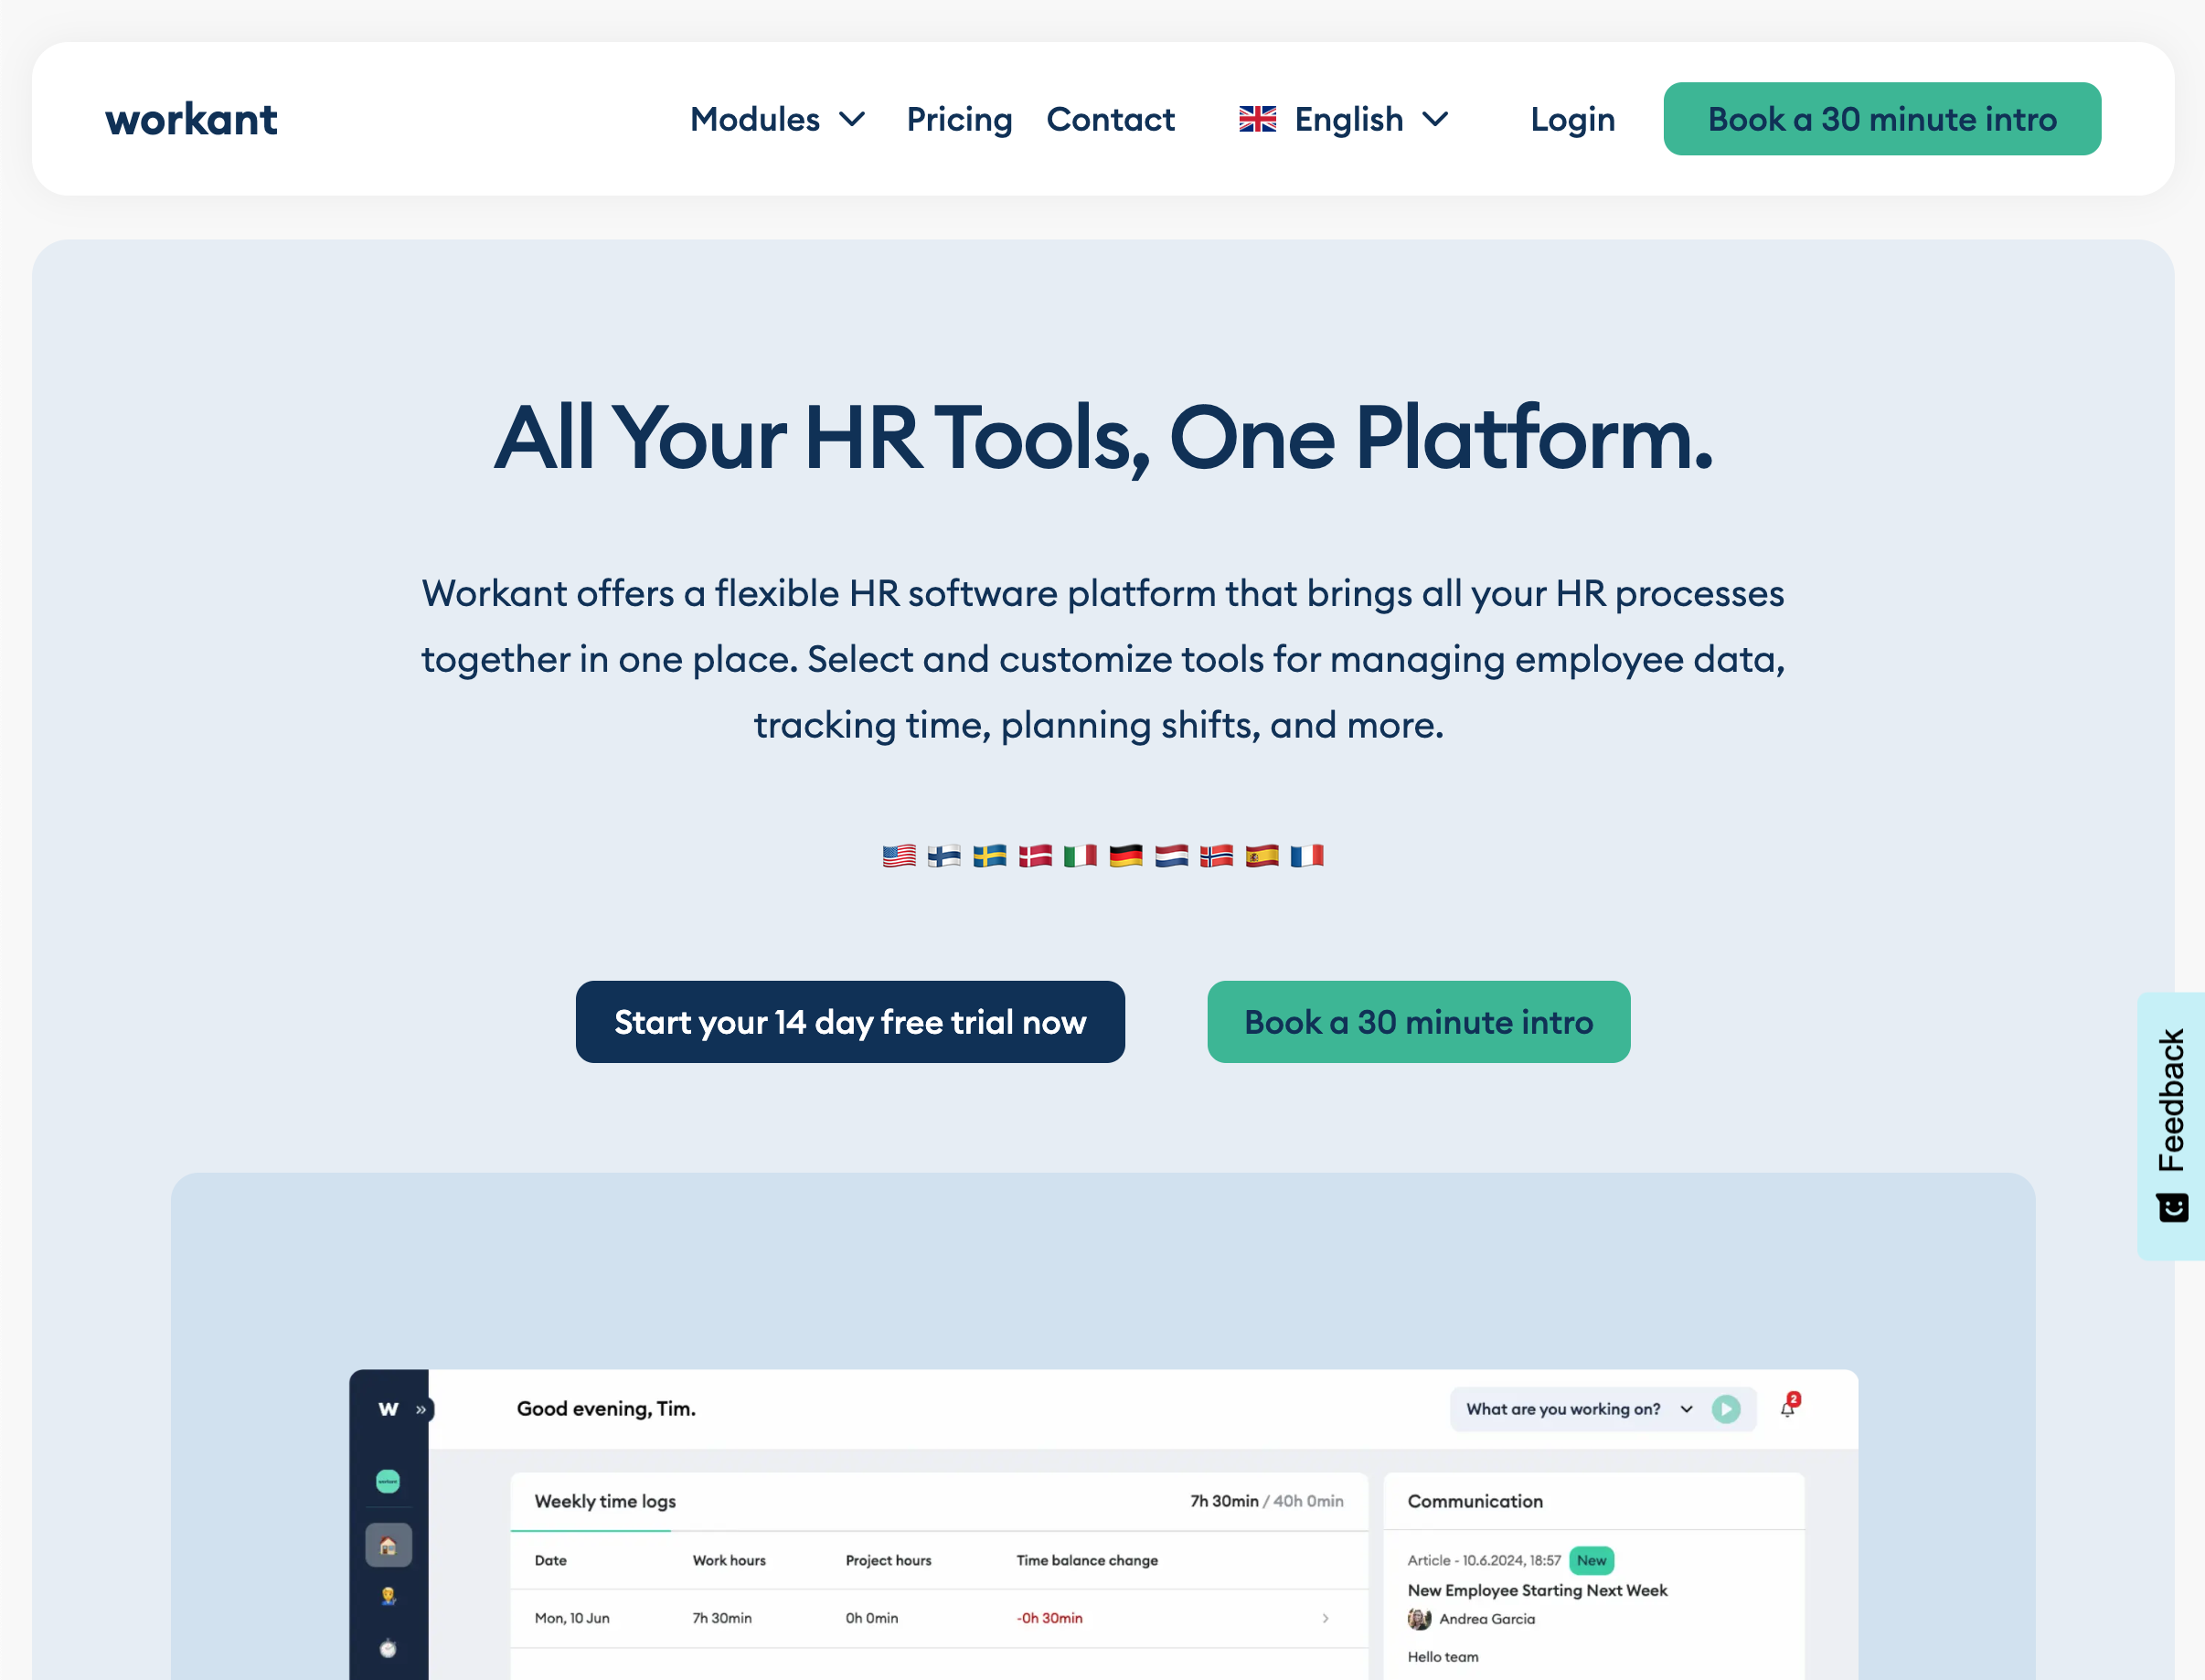 workant
Modules
Pricing
Contact
English
Login
Book a 30 minute intro
All Your HR Tools, One Platform.
Workant offers a flexible HR software platform that brings all your HR processes
together in one place. Select and customize tools for managing employee data,
tracking time, planning shifts, and more.
Start your 14 day free trial now
Book a 30 minute intro
Feedback
w »
Good evening, Tim.
What are you working on?
2
workant
Weekly time logs
7h 30min / 40h 0min
Date Work hours Project hours Time balance change
Mon, 10 Jun 7h 30min 0h 0min -0h 30min
Communication
Article - 10.6.2024, 18:57 New
New Employee Starting Next Week
Andrea Garcia
Hello team